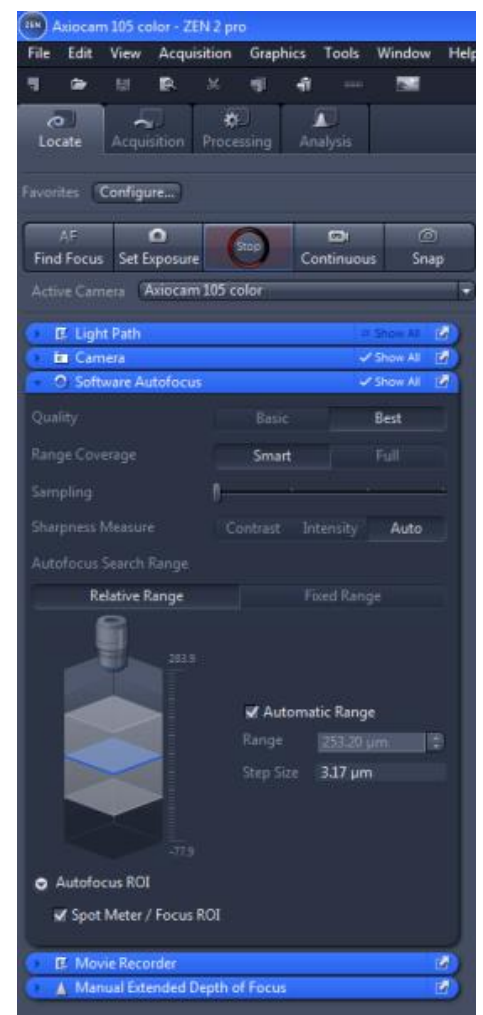 ZEN Axiocam 105 color - ZEN 2 pro
File Edit View Acquisition Graphics Tools Window Help
Locate Acquisition Processing Analysis
Favorites Configure...
AF Find Focus Set Exposure Stop Continuous Snap
Active Camera Axiocam 105 color
Light Path Show All
Camera Show All
Software Autofocus Show All
Quality Basic Best
Range Coverage Smart Full
Sampling
Sharpness Measure Contrast Intensity Auto
Autofocus Search Range
Relative Range Fixed Range
283.9
Automatic Range
Range 253.20 µm
Step Size 3.17 µm
-77.9
Autofocus ROI
Spot Meter / Focus ROI
Movie Recorder
Manual Extended Depth of Focus